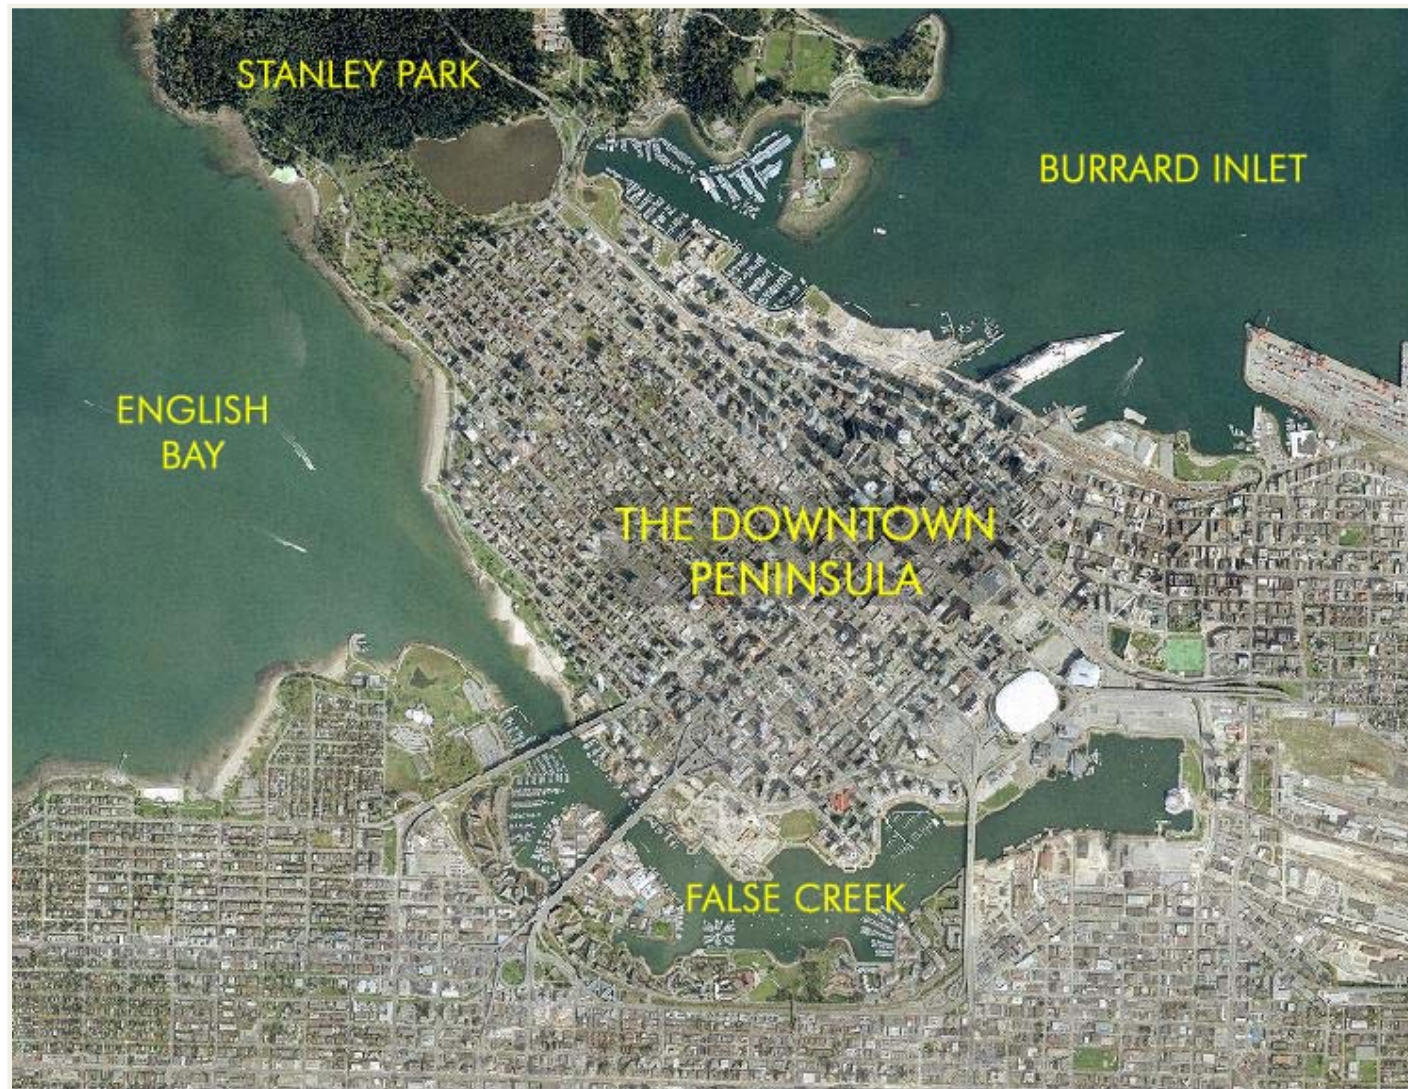 STANLEY PARK
BURRARD INLET
ENGLISH
BAY
THE DOWNTOWN
PENINSULA
FALSE CREEK